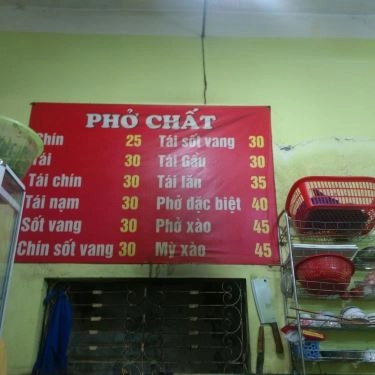 PHỞ CHẤT
Chín 25
Tái 30
Tái chín 30
Tái nạm 30
Sốt vang 30
Chín sốt vang 30
Tái sốt vang 30
Tái Gầu 30
Tái lăn 35
Phở đặc biệt 40
Phở xào 45
Mỳ xào 45